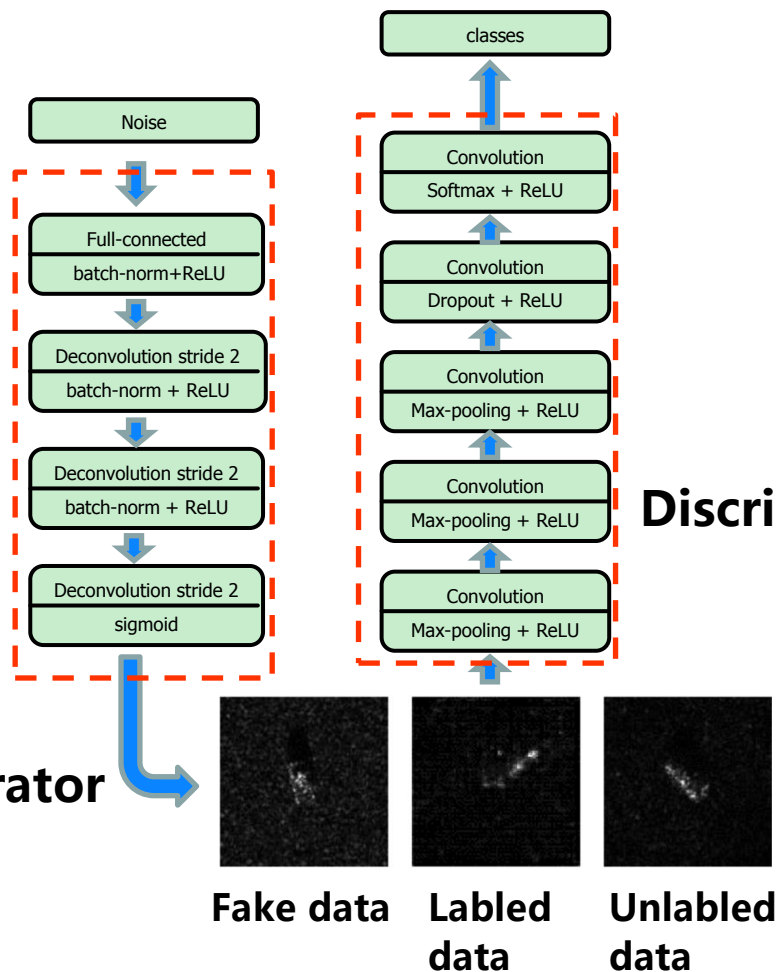 Noise
Full-connected
batch-norm+ReLU
Deconvolution stride 2
batch-norm + ReLU
Deconvolution stride 2
batch-norm + ReLU
Deconvolution stride 2
sigmoid
rator
classes
Convolution
Softmax + ReLU
Convolution
Dropout + ReLU
Convolution
Max-pooling + ReLU
Convolution
Max-pooling + ReLU
Convolution
Max-pooling + ReLU
Discri
Fake data
Labled
data
Unlabled
data